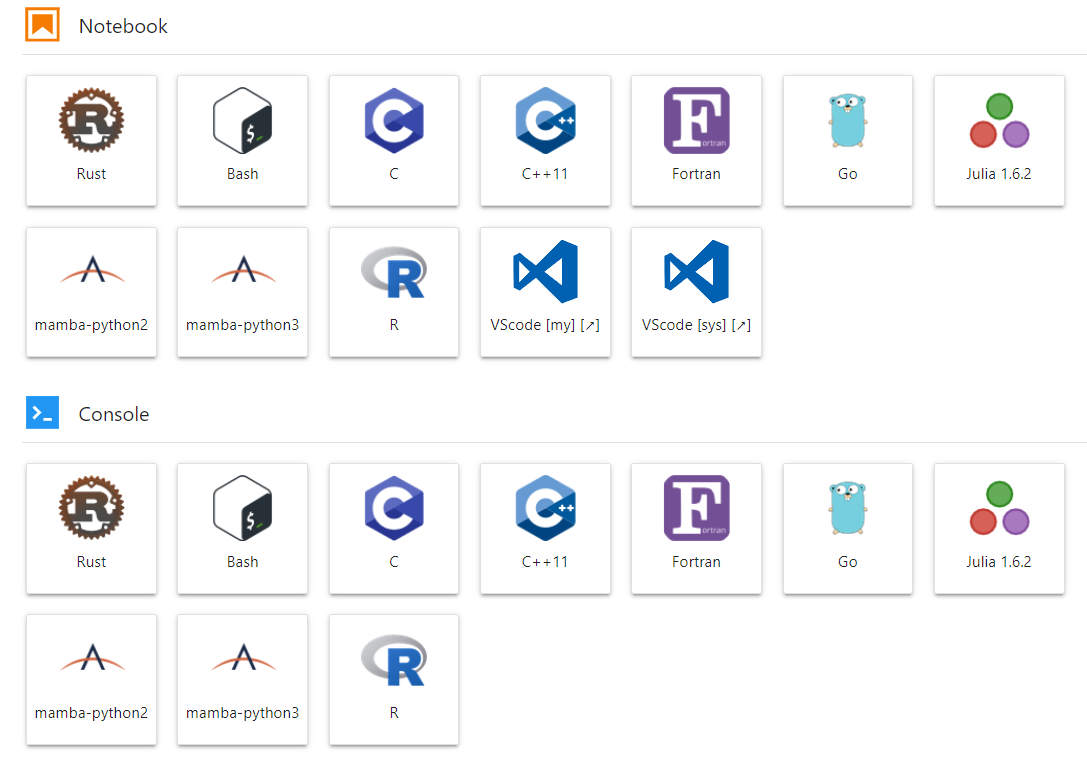 Notebook
Rust Bash C C++11 Fortran Go Julia 1.6.2
mamba-python2 mamba-python3 R VScode [my] [↗] VScode [sys] [↗]
Console
Rust Bash C C++11 Fortran Go Julia 1.6.2
mamba-python2 mamba-python3 R